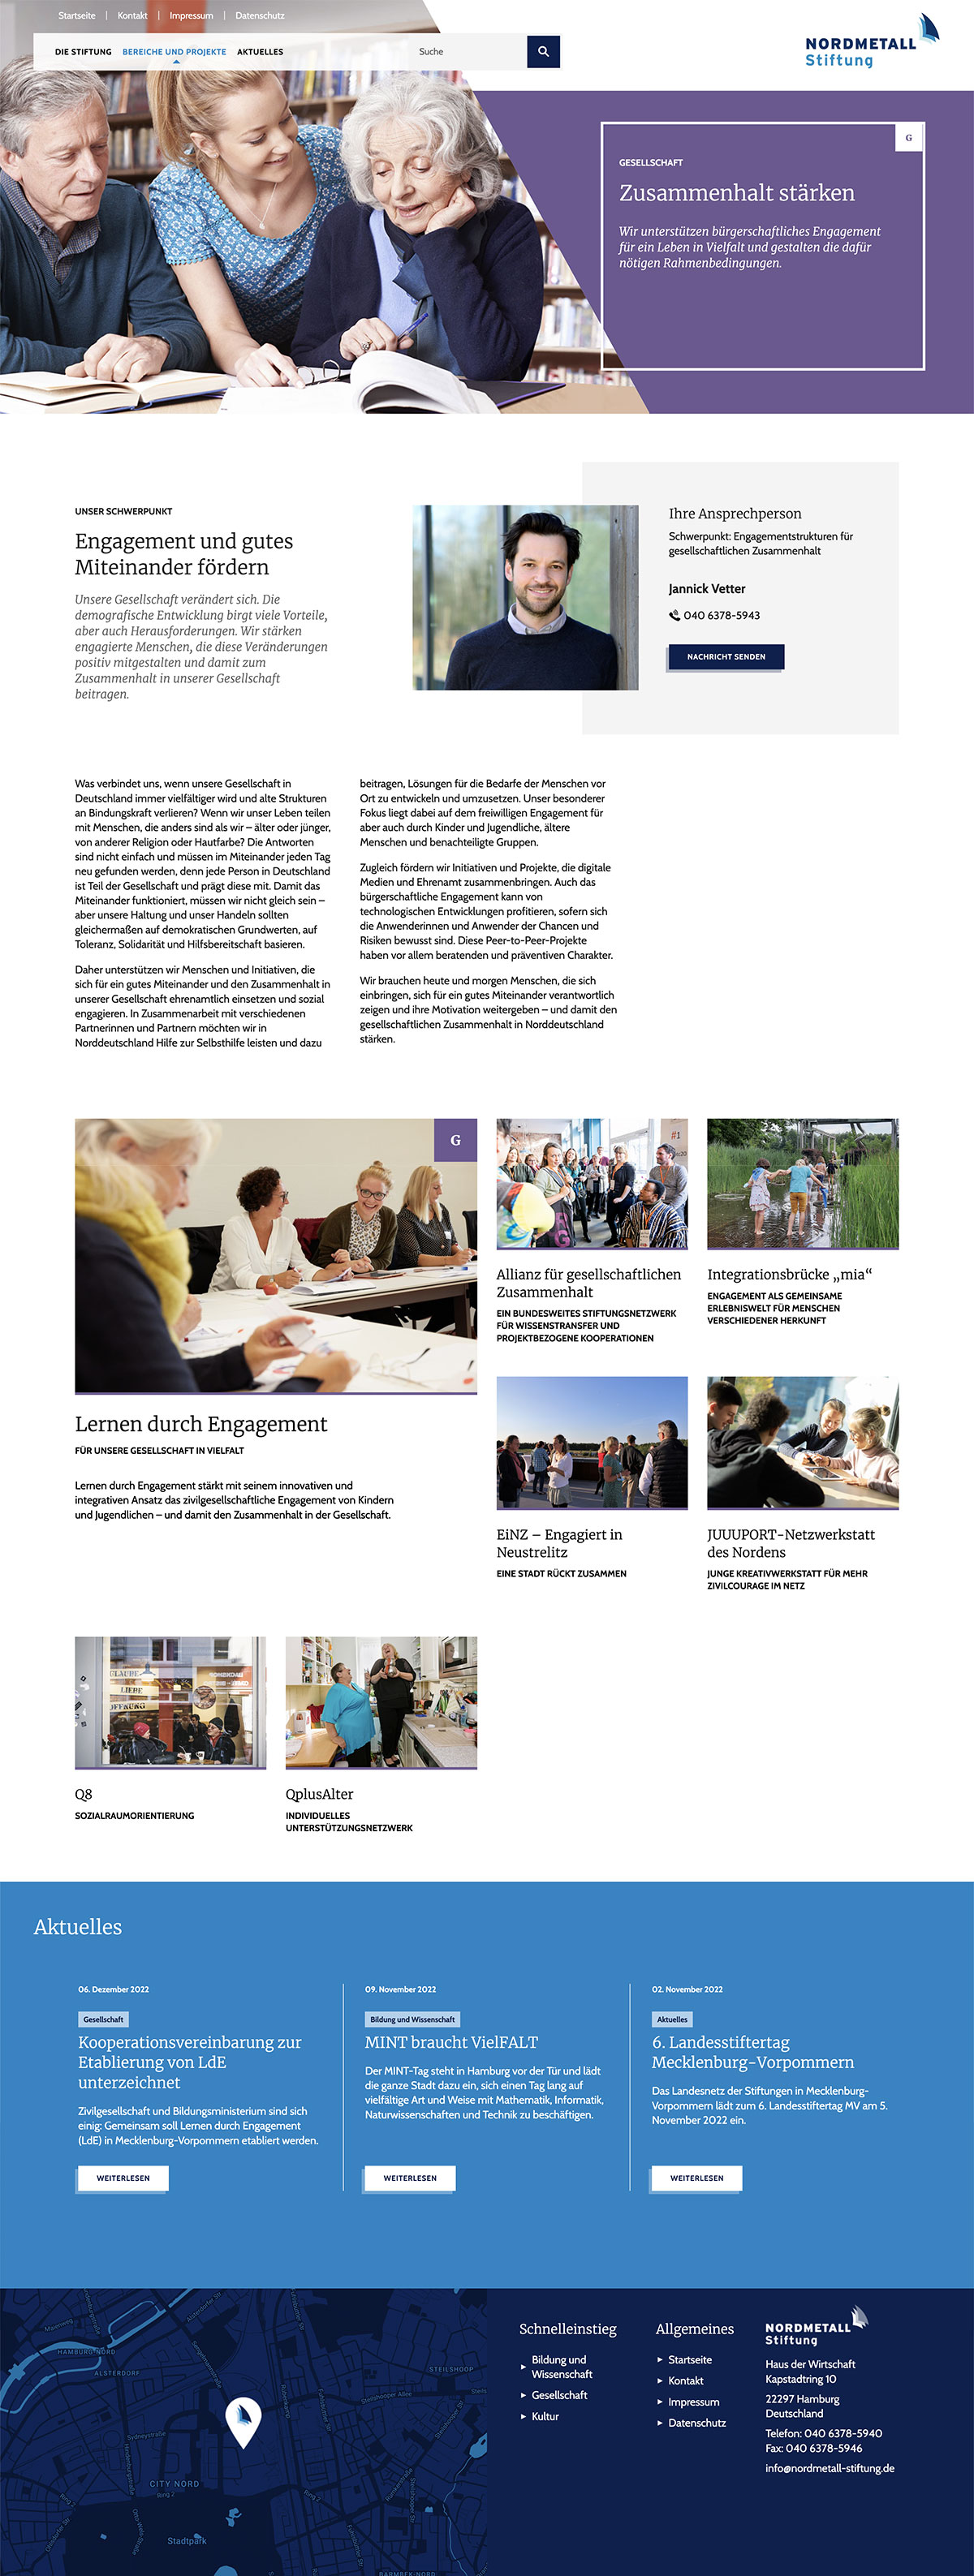 Startseite | Kontakt | Impressum | Datenschutz
DIE STIFTUNG BEREICHE UND PROJEKTE AKTUELLES
Suche
NORDMETALL
Stiftung
G
GESELLSCHAFT
Zusammenhalt stärken
Wir unterstützen bürgerschaftliches Engagement
für ein Leben in Vielfalt und gestalten die dafür
nötigen Rahmenbedingungen.
UNSER SCHWERPUNKT
Engagement und gutes
Miteinander fördern
Unsere Gesellschaft verändert sich. Die
demografische Entwicklung birgt viele Vorteile,
aber auch Herausforderungen. Wir stärken
engagierte Menschen, die diese Veränderungen
positiv mitgestalten und damit zum
Zusammenhalt in unserer Gesellschaft
beitragen.
Ihre Ansprechperson
Schwerpunkt: Engagementstrukturen für
gesellschaftlichen Zusammenhalt
Jannick Vetter
040 6378-5943
NACHRICHT SENDEN
Was verbindet uns, wenn unsere Gesellschaft in
Deutschland immer vielfältiger wird und alte Strukturen
an Bindungskraft verlieren? Wenn wir unser Leben teilen
mit Menschen, die anders sind als wir – älter oder jünger,
von anderer Religion oder Hautfarbe? Die Antworten
sind nicht einfach und müssen im Miteinander jeden Tag
neu gefunden werden, denn jede Person in Deutschland
ist Teil der Gesellschaft und prägt diese mit. Damit das
Miteinander funktioniert, müssen wir nicht gleich sein –
aber unsere Haltung und unser Handeln sollten
gleichermaßen auf demokratischen Grundwerten, auf
Toleranz, Solidarität und Hilfsbereitschaft basieren.
Daher unterstützen wir Menschen und Initiativen, die
sich für ein gutes Miteinander und den Zusammenhalt in
unserer Gesellschaft ehrenamtlich einsetzen und sozial
engagieren. In Zusammenarbeit mit verschiedenen
Partnerinnen und Partnern möchten wir in
Norddeutschland Hilfe zur Selbsthilfe leisten und dazu
beitragen, Lösungen für die Bedarfe der Menschen vor
Ort zu entwickeln und umzusetzen. Unser besonderer
Fokus liegt dabei auf dem freiwilligen Engagement für
aber auch durch Kinder und Jugendliche, ältere
Menschen und benachteiligte Gruppen.
Zugleich fördern wir Initiativen und Projekte, die digitale
Medien und Ehrenamt zusammenbringen. Auch das
bürgerschaftliche Engagement kann von
technologischen Entwicklungen profitieren, sofern sich
die Anwenderinnen und Anwender der Chancen und
Risiken bewusst sind. Diese Peer-to-Peer-Projekte
haben vor allem beratenden und präventiven Charakter.
Wir brauchen heute und morgen Menschen, die sich
einbringen, sich für ein gutes Miteinander verantwortlich
zeigen und ihre Motivation weitergeben – und damit den
gesellschaftlichen Zusammenhalt in Norddeutschland
stärken.
G
Lernen durch Engagement
FÜR UNSERE GESELLSCHAFT IN VIELFALT
Lernen durch Engagement stärkt mit seinem innovativen und
integrativen Ansatz das zivilgesellschaftliche Engagement von Kindern
und Jugendlichen – und damit den Zusammenhalt in der Gesellschaft.
#1
Allianz für gesellschaftlichen
Zusammenhalt
EIN BUNDESWEITES STIFTUNGSNETZWERK
FÜR WISSENSTRANSFER UND
PROJEKTBEZOGENE KOOPERATIONEN
Integrationsbrücke „mia“
ENGAGEMENT ALS GEMEINSAME
ERLEBNISWELT FÜR MENSCHEN
VERSCHIEDENER HERKUNFT
EiNZ – Engagiert in
Neustrelitz
EINE STADT RÜCKT ZUSAMMEN
JUUUPORT-Netzwerkstatt
des Nordens
JUNGE KREATIVWERKSTATT FÜR MEHR
ZIVILCOURAGE IM NETZ
GLAUBE
LIEBE
HOFFNUNG
Q8
SOZIALRAUMORIENTIERUNG
QplusAlter
INDIVIDUELLES
UNTERSTÜTZUNGSNETZWERK
Aktuelles
06. Dezember 2022
Gesellschaft
Kooperationsvereinbarung zur
Etablierung von LdE
unterzeichnet
Zivilgesellschaft und Bildungsministerium sind sich
einig: Gemeinsam soll Lernen durch Engagement
(LdE) in Mecklenburg-Vorpommern etabliert werden.
WEITERLESEN
09. November 2022
Bildung und Wissenschaft
MINT braucht VielFALT
Der MINT-Tag steht in Hamburg vor der Tür und lädt
die ganze Stadt dazu ein, sich einen Tag lang auf
vielfältige Art und Weise mit Mathematik, Informatik,
Naturwissenschaften und Technik zu beschäftigen.
WEITERLESEN
02. November 2022
Aktuelles
6. Landesstiftertag
Mecklenburg-Vorpommern
Das Landesnetz der Stiftungen in Mecklenburg-
Vorpommern lädt zum 6. Landesstiftertag MV am 5.
November 2022 ein.
WEITERLESEN
HAMBURG-NORD
ALSTERDORF
STEILSHOOP
Steilshooper Allee
Sydneystraße
CITY NORD
Ring 2
Stadtpark
BARMBEK-NORD
Schnelleinstieg
Bildung und
Wissenschaft
Gesellschaft
Kultur
Allgemeines
Startseite
Kontakt
Impressum
Datenschutz
NORDMETALL
Stiftung
Haus der Wirtschaft
Kapstadtring 10
22297 Hamburg
Deutschland
Telefon: 040 6378-5940
Fax: 040 6378-5946
info@nordmetall-stiftung.de